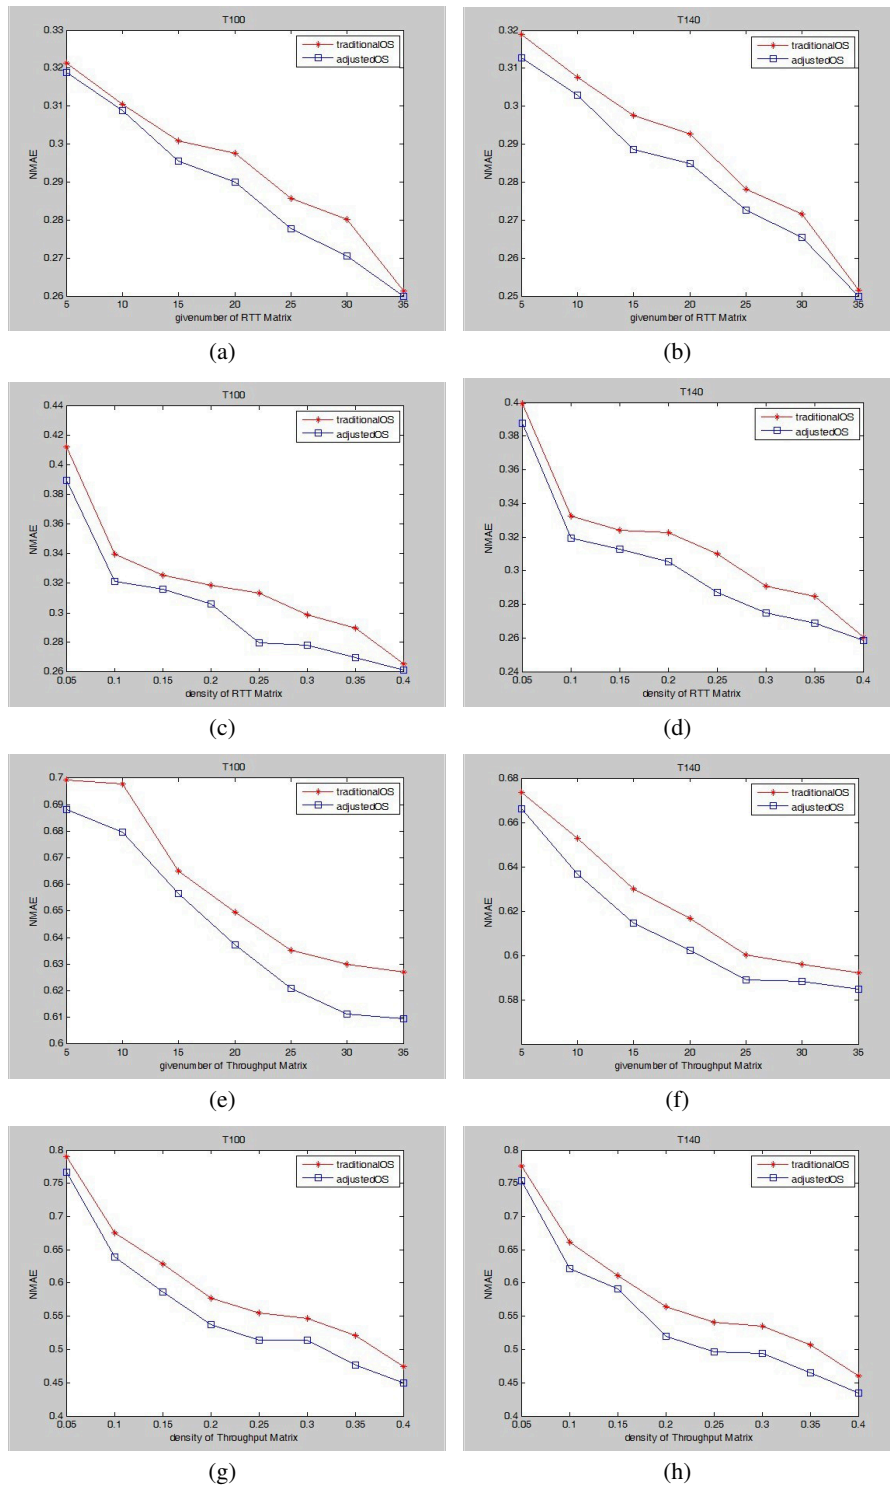 T100
0.33
0.32
0.31
0.3
0.29
0.28
0.27
0.26
NMAE
traditionalOS
adjustedOS
5 10 15 20 25 30 35
givenumber of RTT Matrix
(a)
T140
0.32
0.31
0.3
0.29
0.28
0.27
0.26
0.25
NMAE
traditionalOS
adjustedOS
5 10 15 20 25 30 35
givenumber of RTT Matrix
(b)
T100
0.44
0.42
0.4
0.38
0.36
0.34
0.32
0.3
0.28
0.26
NMAE
traditionalOS
adjustedOS
0.05 0.1 0.15 0.2 0.25 0.3 0.35 0.4
density of RTT Matrix
(c)
T140
0.4
0.38
0.36
0.34
0.32
0.3
0.28
0.26
0.24
NMAE
traditionalOS
adjustedOS
0.05 0.1 0.15 0.2 0.25 0.3 0.35 0.4
density of RTT Matrix
(d)
T100
0.7
0.69
0.68
0.67
0.66
0.65
0.64
0.63
0.62
0.61
0.6
NMAE
traditionalOS
adjustedOS
5 10 15 20 25 30 35
givenumber of Throughput Matrix
(e)
T140
0.68
0.66
0.64
0.62
0.6
0.58
NMAE
traditionalOS
adjustedOS
5 10 15 20 25 30 35
givenumber of Throughput Matrix
(f)
T100
0.8
0.75
0.7
0.65
0.6
0.55
0.5
0.45
0.4
NMAE
traditionalOS
adjustedOS
0.05 0.1 0.15 0.2 0.25 0.3 0.35 0.4
density of Throughput Matrix
(g)
T140
0.8
0.75
0.7
0.65
0.6
0.55
0.5
0.45
0.4
NMAE
traditionalOS
adjustedOS
0.05 0.1 0.15 0.2 0.25 0.3 0.35 0.4
density of Throughput Matrix
(h)